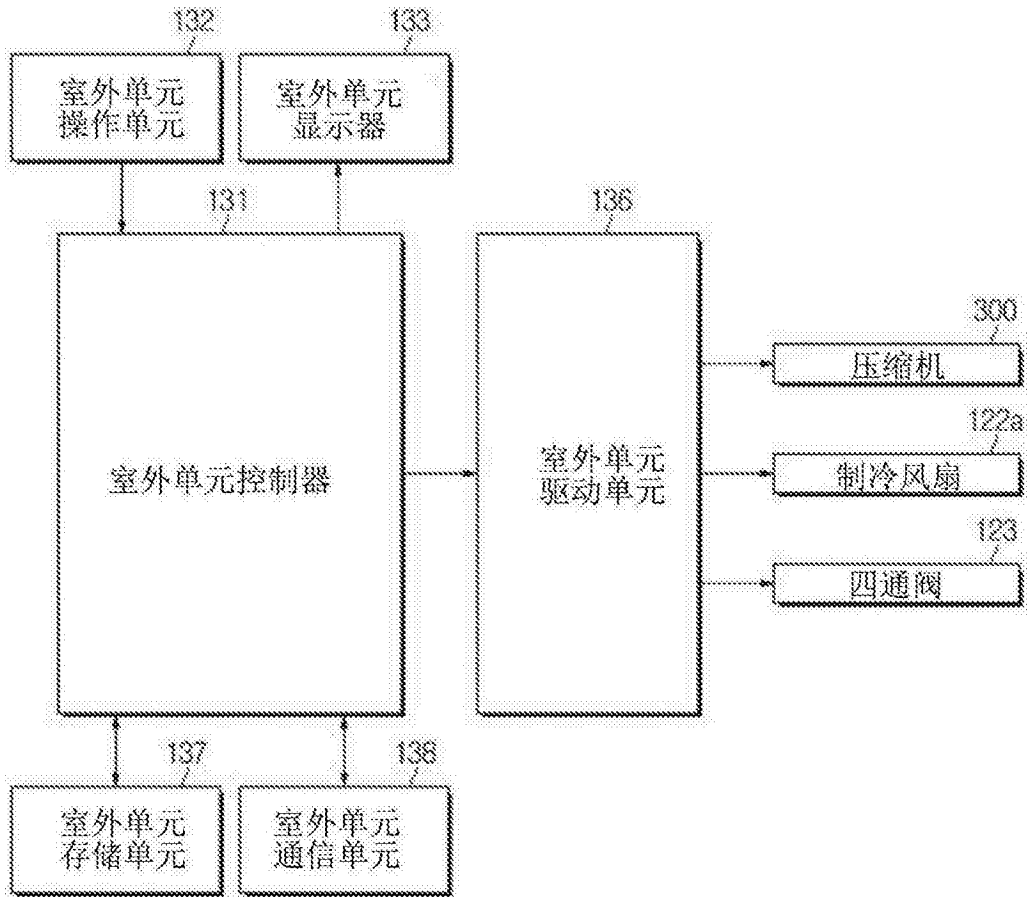 132
室外单元
操作单元
133
室外单元
显示器
131
室外单元控制器
136
室外单元
驱动单元
300
压缩机
122a
制冷风扇
123
四通阀
137
室外单元
存储单元
138
室外单元
通信单元